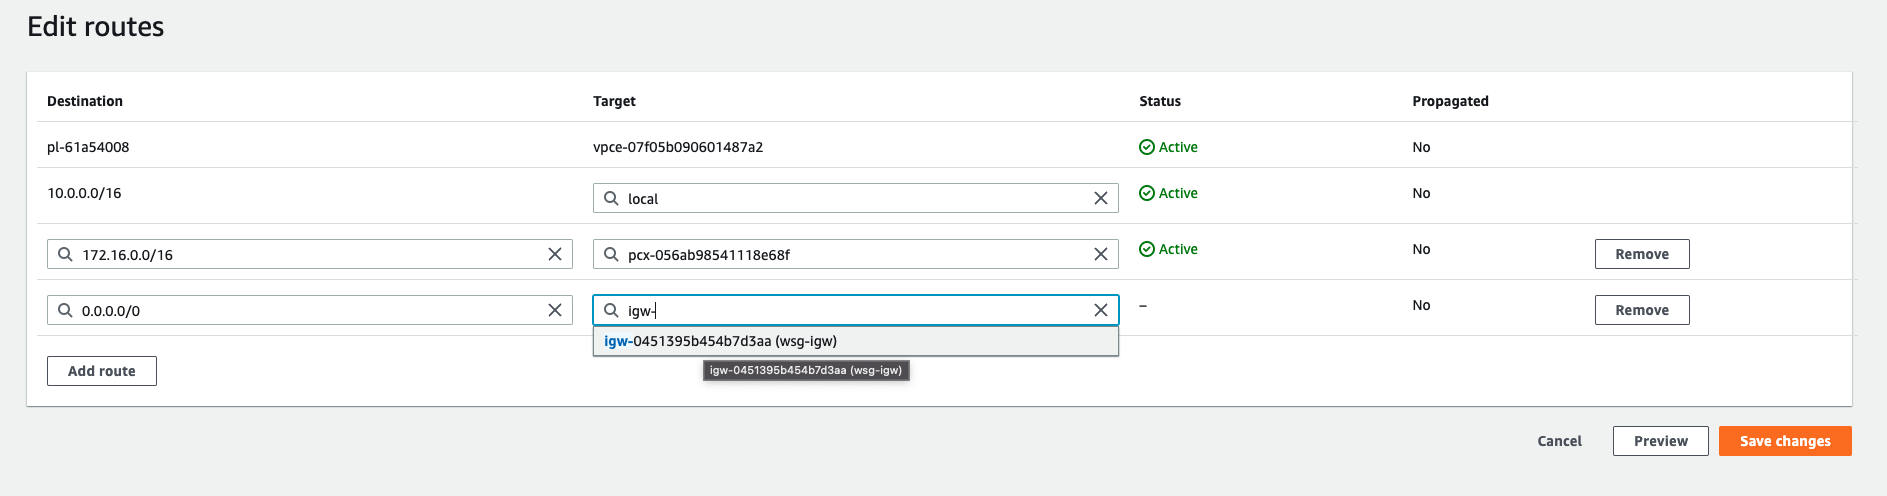 Edit routes
Destination Target Status Propagated
pl-61a54008 vpce-07f05b090601487a2 Active No
10.0.0.0/16 local Active No
172.16.0.0/16 pcx-056ab98541118e68f Active No Remove
0.0.0.0/0 igw- – No Remove
igw-0451395b454b7d3aa (wsg-igw)
Add route igw-0451395b454b7d3aa (wsg-igw)
Cancel Preview Save changes